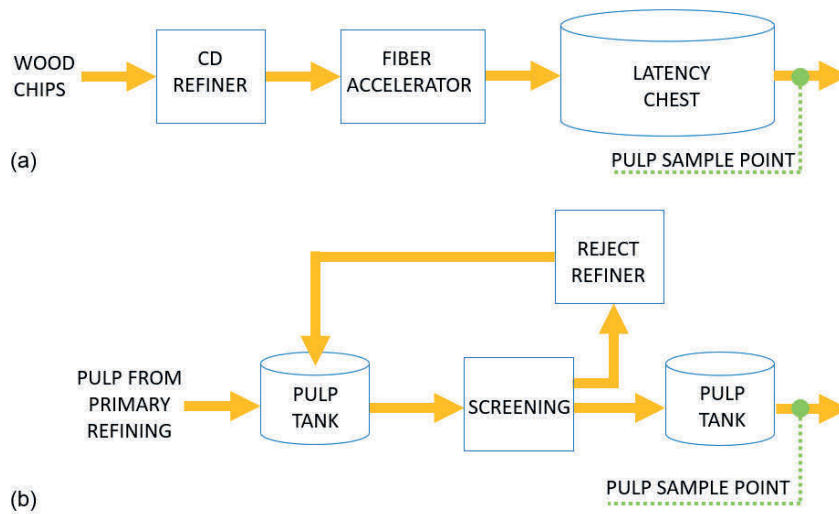 WOOD
CHIPS
CD
REFINER
FIBER
ACCELERATOR
LATENCY
CHEST
PULP SAMPLE POINT
(a)
REJECT
REFINER
PULP FROM
PRIMARY
REFINING
PULP
TANK
SCREENING
PULP
TANK
PULP SAMPLE POINT
(b)